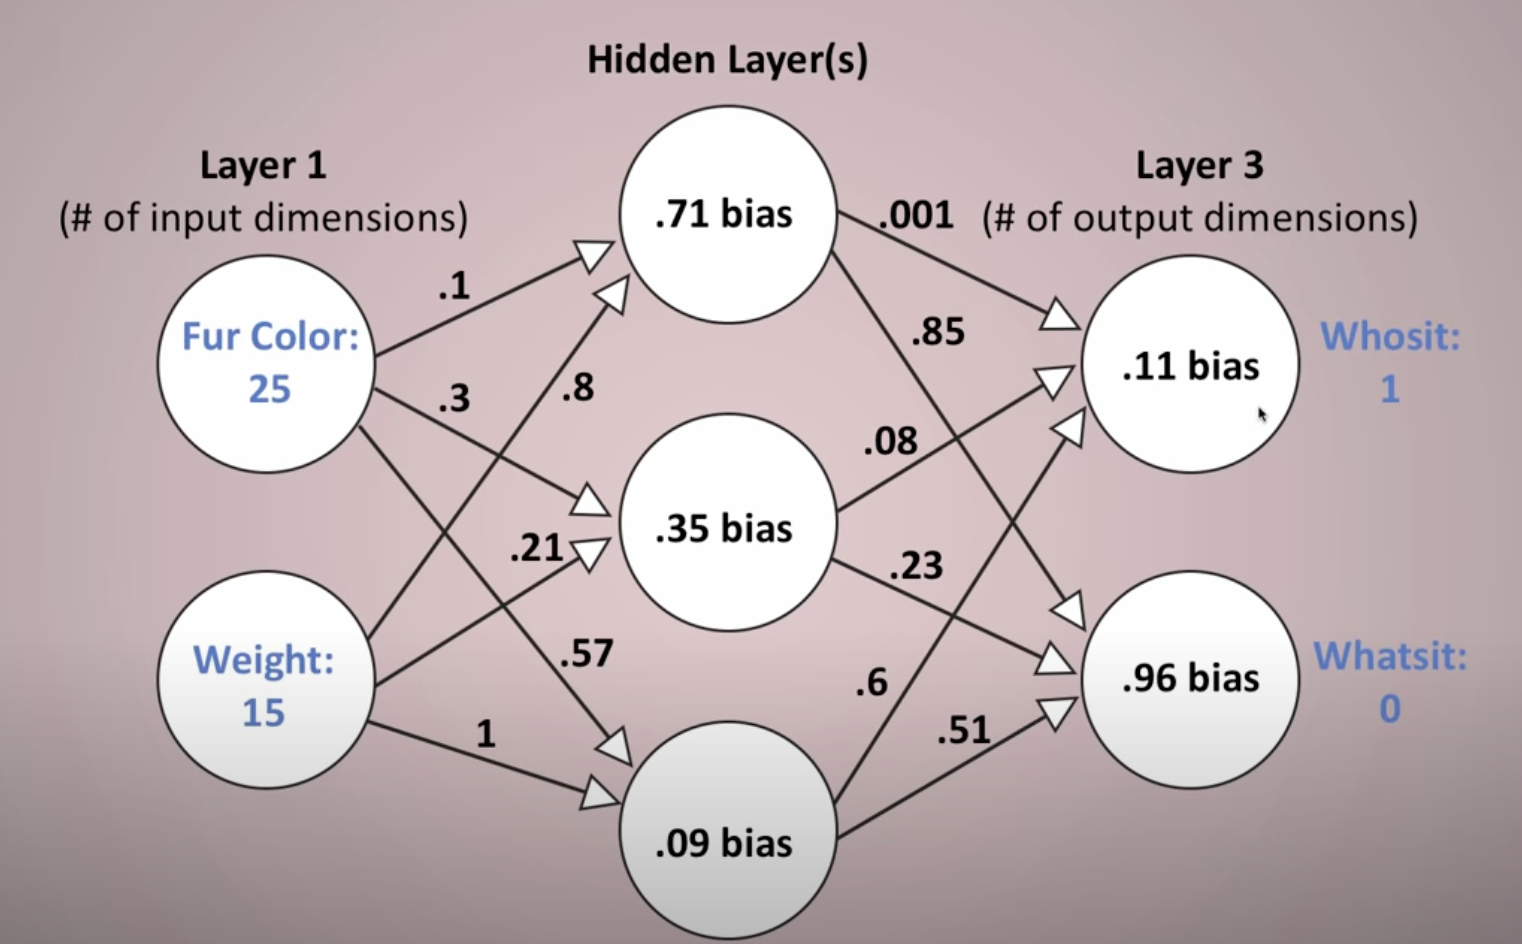 Hidden Layer(s)
Layer 1
(# of input dimensions)
Layer 3
(# of output dimensions)
Fur Color:
25
Weight:
15
.1
.3
.8
.21
.57
1
.71 bias
.35 bias
.09 bias
.001
.85
.08
.23
.6
.51
.11 bias
.96 bias
Whosit:
1
Whatsit:
0